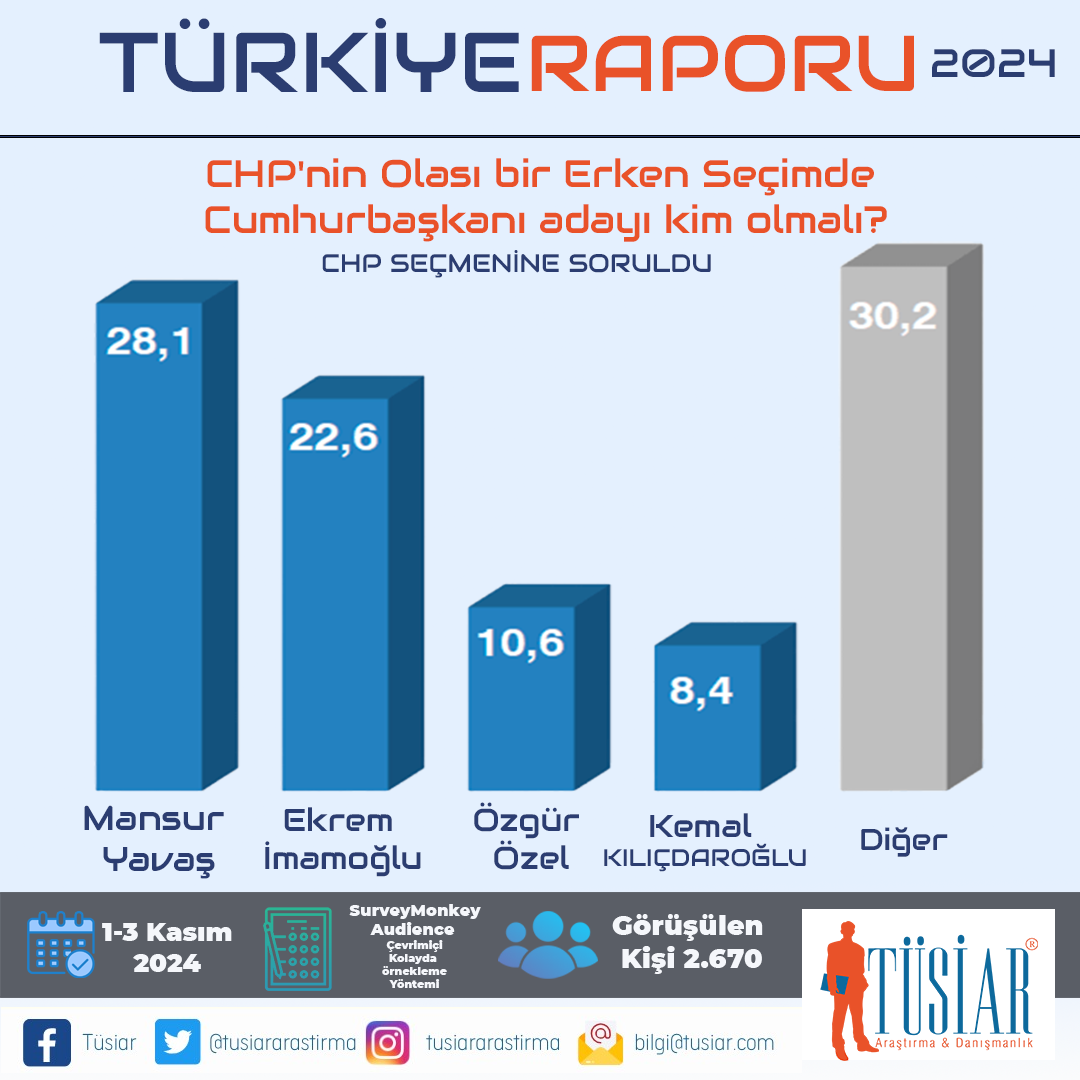 TÜRKİYERAPORU 2024
CHP'nin Olası bir Erken Seçimde
Cumhurbaşkanı adayı kim olmalı?
CHP SEÇMENİNE SORULDU
28,1
22,6
10,6
8,4
30,2
Mansur
Yavaş
Ekrem
İmamoğlu
Özgür
Özel
Kemal
KILIÇDAROĞLU
Diğer
1-3 Kasım
2024
SurveyMonkey
Audience
Çevrimiçi
Kolayda
örnekleme
Yöntemi
Görüşülen
Kişi 2.670
TÜSİAR®
Araştırma & Danışmanlık
Tüsiar
@tusiararastirma
tusiararastirma
bilgi@tusiar.com